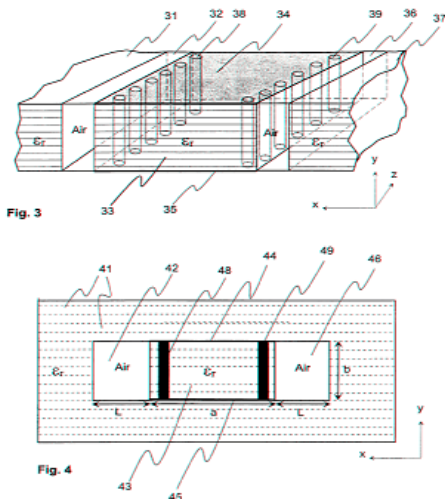 31
32
38
34
39
36
37
εr
Air
εr
Air
εr
33
35
y
z
x
Fig. 3
41
42
48
44
49
46
Air
εr
Air
b
L
a
L
y
x
Fig. 4
43
45